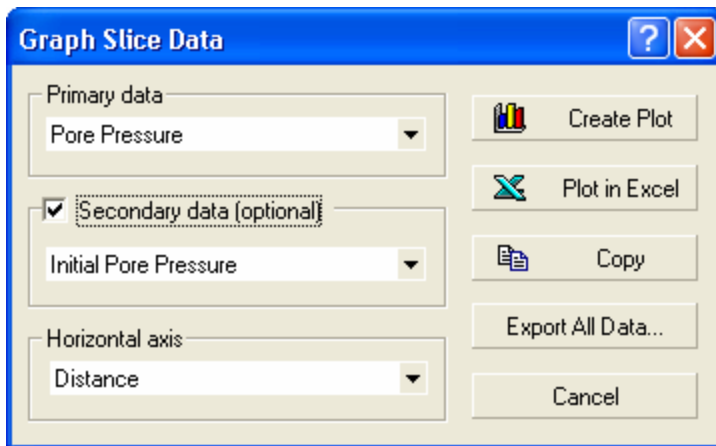 Graph Slice Data
Primary data
Pore Pressure
Secondary data (optional)
Initial Pore Pressure
Horizontal axis
Distance
Create Plot
Plot in Excel
Copy
Export All Data...
Cancel